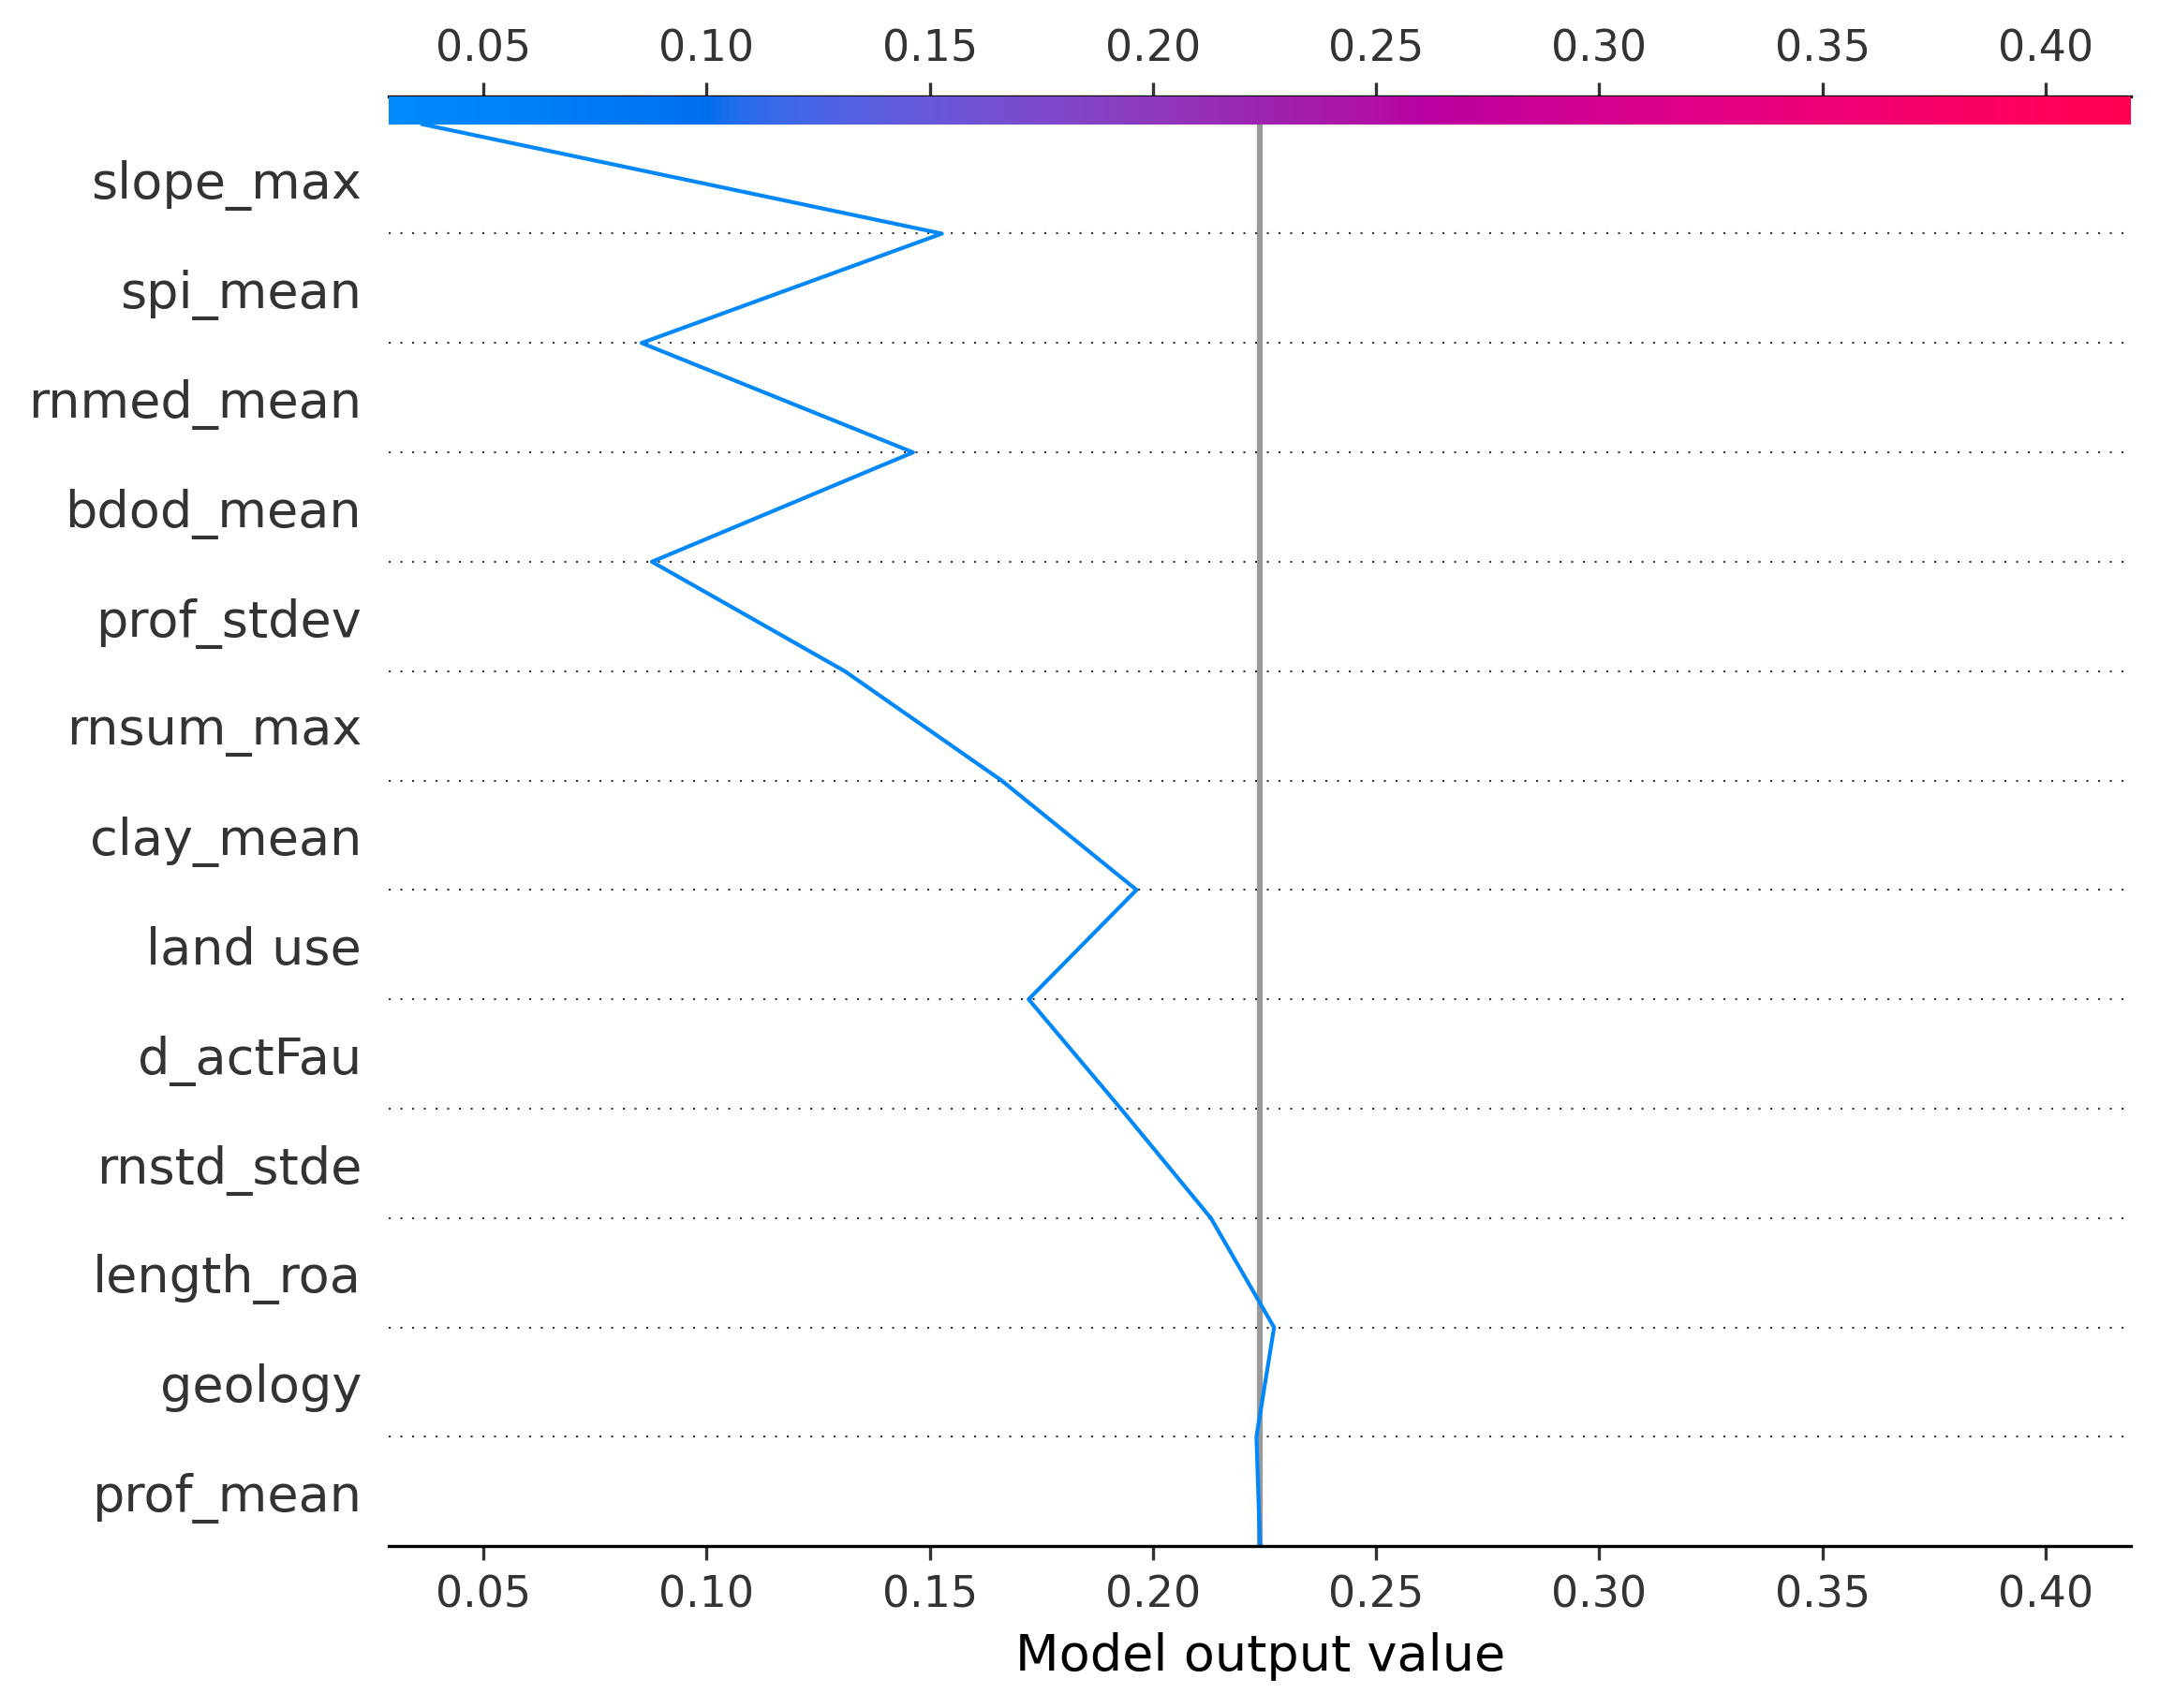 0.05 0.10 0.15 0.20 0.25 0.30 0.35 0.40
slope_max
spi_mean
rnmed_mean
bdod_mean
prof_stdev
rnsum_max
clay_mean
land use
d_actFau
rnstd_stde
length_roa
geology
prof_mean
0.05 0.10 0.15 0.20 0.25 0.30 0.35 0.40
Model output value